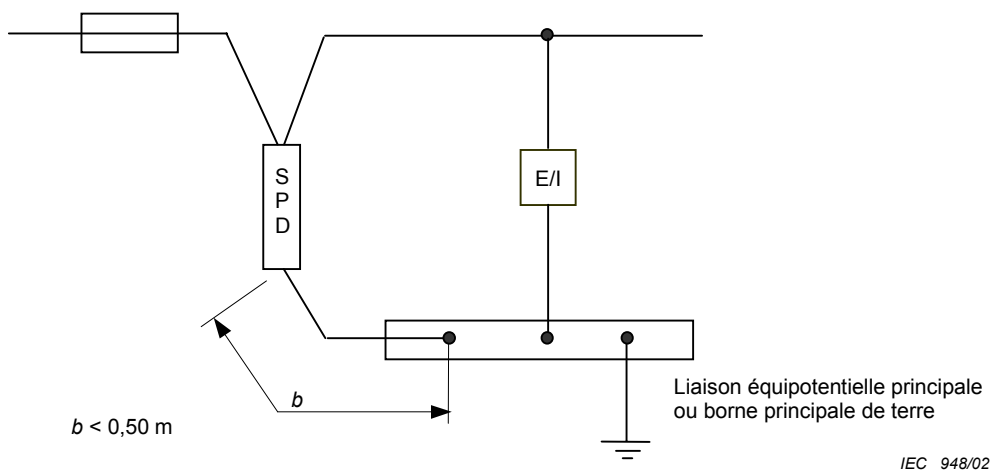 S
P
D
E/I
b
b < 0,50 m
Liaison équipotentielle principale
ou borne principale de terre
IEC 948/02